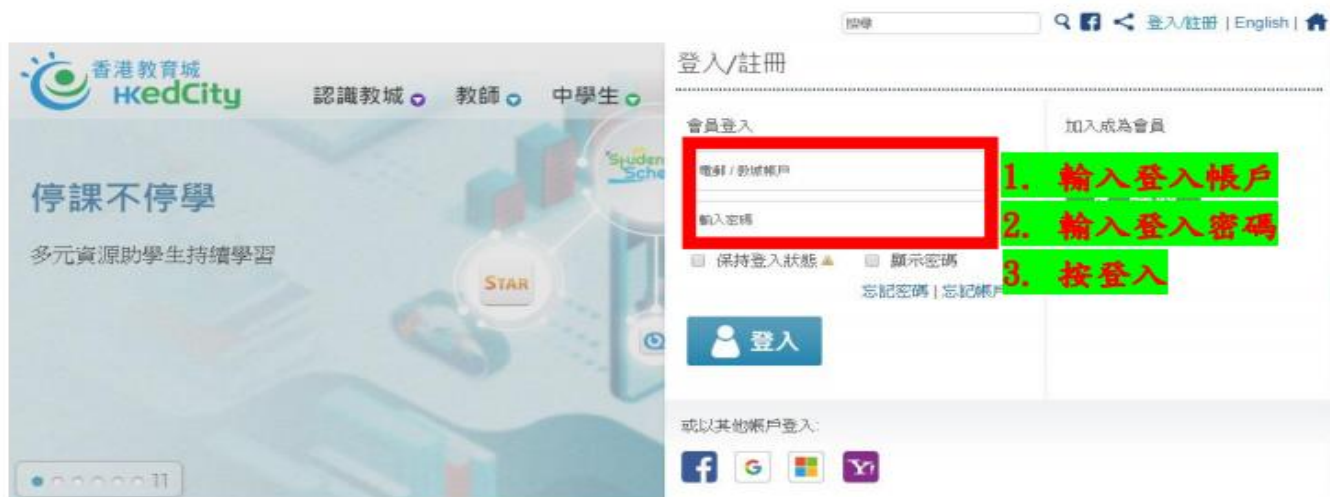 搜尋
登入/註冊 | English |
香港教育城
HKedCity
認識教城
教師
中學生
停課不停學
多元資源助學生持續學習
STAR
登入/註冊
會員登入
電郵 / 教城帳戶
輸入密碼
保持登入狀態
顯示密碼
忘記密碼 | 忘記帳戶
登入
加入成為會員
1. 輸入登入帳戶
2. 輸入登入密碼
3. 按登入
或以其他帳戶登入: